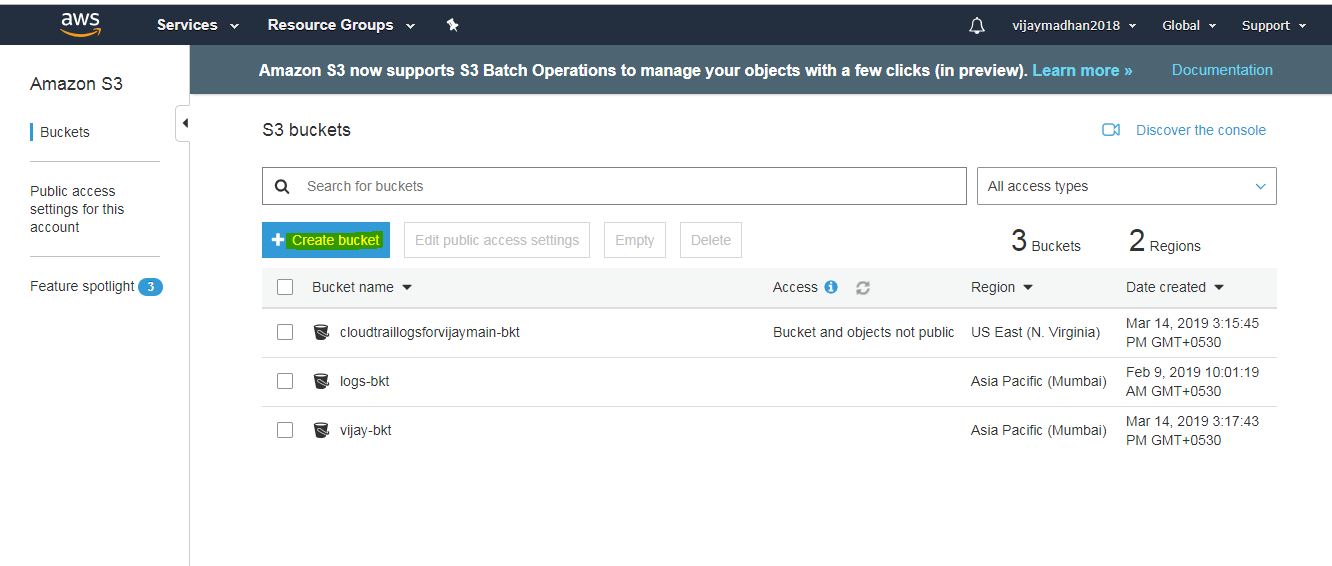 aws Services Resource Groups vijaymadhan2018 Global Support
Amazon S3 now supports S3 Batch Operations to manage your objects with a few clicks (in preview). Learn more » Documentation
Amazon S3
Buckets
Public access
settings for this
account
Feature spotlight 3
S3 buckets Discover the console
Search for buckets All access types
Create bucket Edit public access settings Empty Delete 3 Buckets 2 Regions
Bucket name Access Region Date created
cloudtraillogsforvijaymain-bkt Bucket and objects not public US East (N. Virginia) Mar 14, 2019 3:15:45
PM GMT+0530
logs-bkt Asia Pacific (Mumbai) Feb 9, 2019 10:01:19
AM GMT+0530
vijay-bkt Asia Pacific (Mumbai) Mar 14, 2019 3:17:43
PM GMT+0530